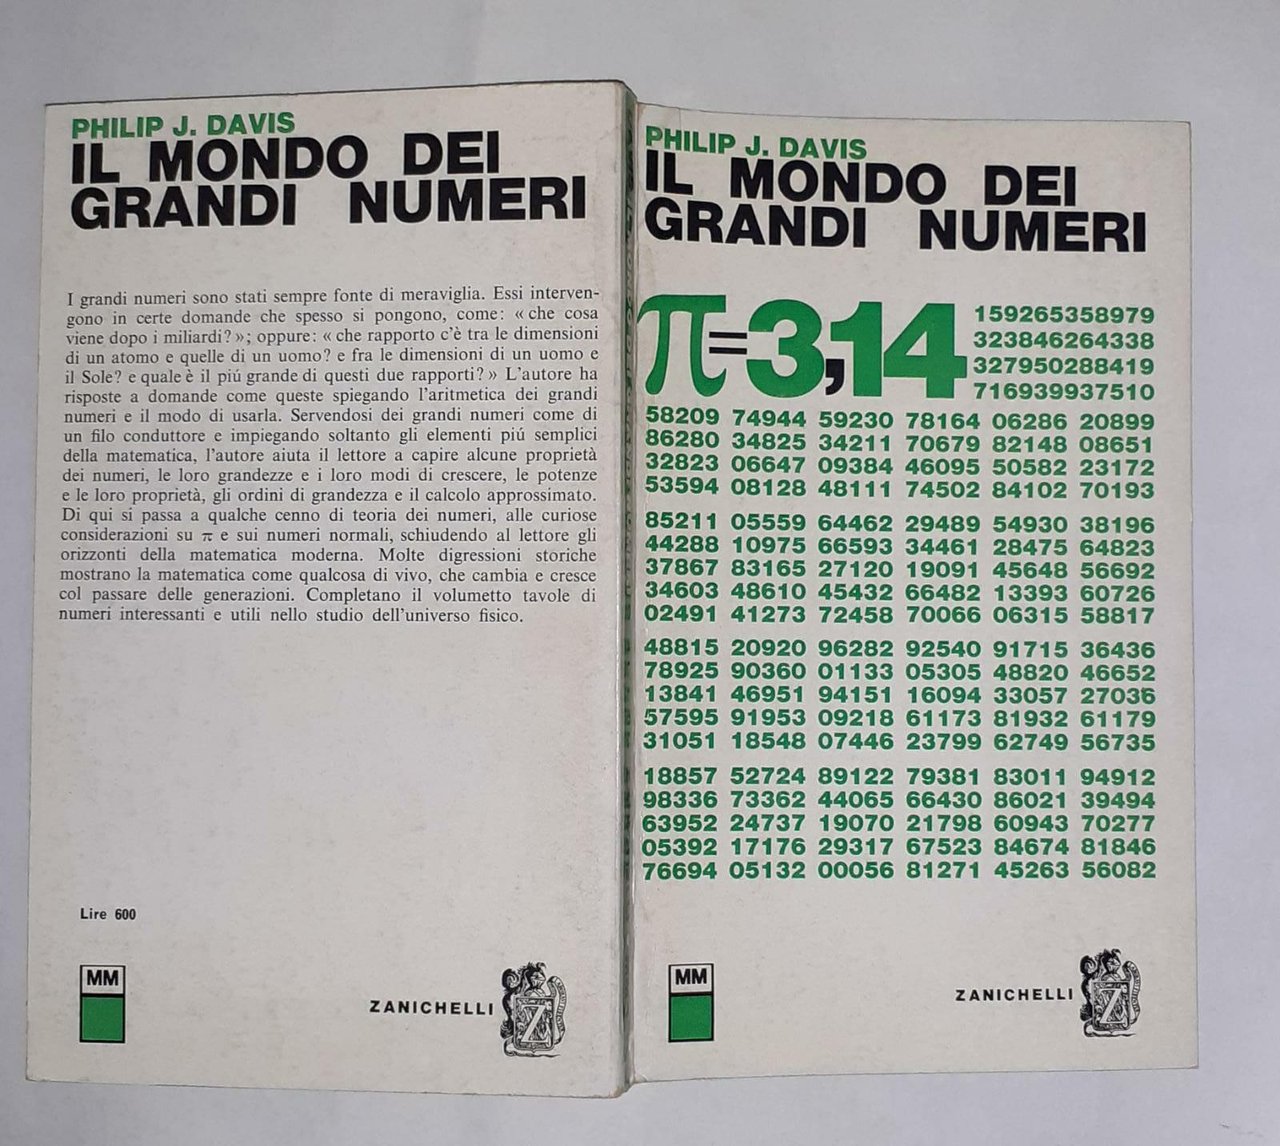 PHILIP J. DAVIS
IL MONDO DEI
GRANDI NUMERI
I grandi numeri sono stati sempre fonte di meraviglia. Essi interven-
gono in certe domande che spesso si pongono, come: « che cosa
viene dopo i miliardi? »; oppure: « che rapporto c'è tra le dimensioni
di un atomo e quelle di un uomo? e fra le dimensioni di un uomo e
il Sole? e quale è il piú grande di questi due rapporti? » L'autore ha
risposto a domande come queste spiegando l'aritmetica dei grandi
numeri e il modo di usarla. Servendosi dei grandi numeri come di
un filo conduttore e impiegando soltanto gli elementi piú semplici
della matematica, l'autore aiuta il lettore a capire alcune proprietà
dei numeri, le loro grandezze e i loro modi di crescere, le potenze
e le loro proprietà, gli ordini di grandezza e il calcolo approssimato.
Di qui si passa a qualche cenno di teoria dei numeri, alle curiose
considerazioni su π e sui numeri normali, schiudendo al lettore gli
orizzonti della matematica moderna. Molte digressioni storiche
mostrano la matematica come qualcosa di vivo, che cambia e cresce
col passare delle generazioni. Completano il volumetto tavole di
numeri interessanti e utili nello studio dell'universo fisico.
Lire 600
MM
ZANICHELLI
Z
PHILIP J. DAVIS
IL MONDO DEI
GRANDI NUMERI
π=3,14
159265358979
323846264338
327950288419
716939937510
58209 74944 59230 78164 06286 20899
86280 34825 34211 70679 82148 08651
32823 06647 09384 46095 50582 23172
53594 08128 48111 74502 84102 70193
85211 05559 64462 29489 54930 38196
44288 10975 66593 34461 28475 64823
37867 83165 27120 19091 45648 56692
34603 48610 45432 66482 13393 60726
02491 41273 72458 70066 06315 58817
48815 20920 96282 92540 91715 36436
78925 90360 01133 05305 48820 46652
13841 46951 94151 16094 33057 27036
57595 91953 09218 61173 81932 61179
31051 18548 07446 23799 62749 56735
18857 52724 89122 79381 83011 94912
98336 73362 44065 66430 86021 39494
63952 24737 19070 21798 60943 70277
05392 17176 29317 67523 84674 81846
76694 05132 00056 81271 45263 56082
MM
ZANICHELLI
Z